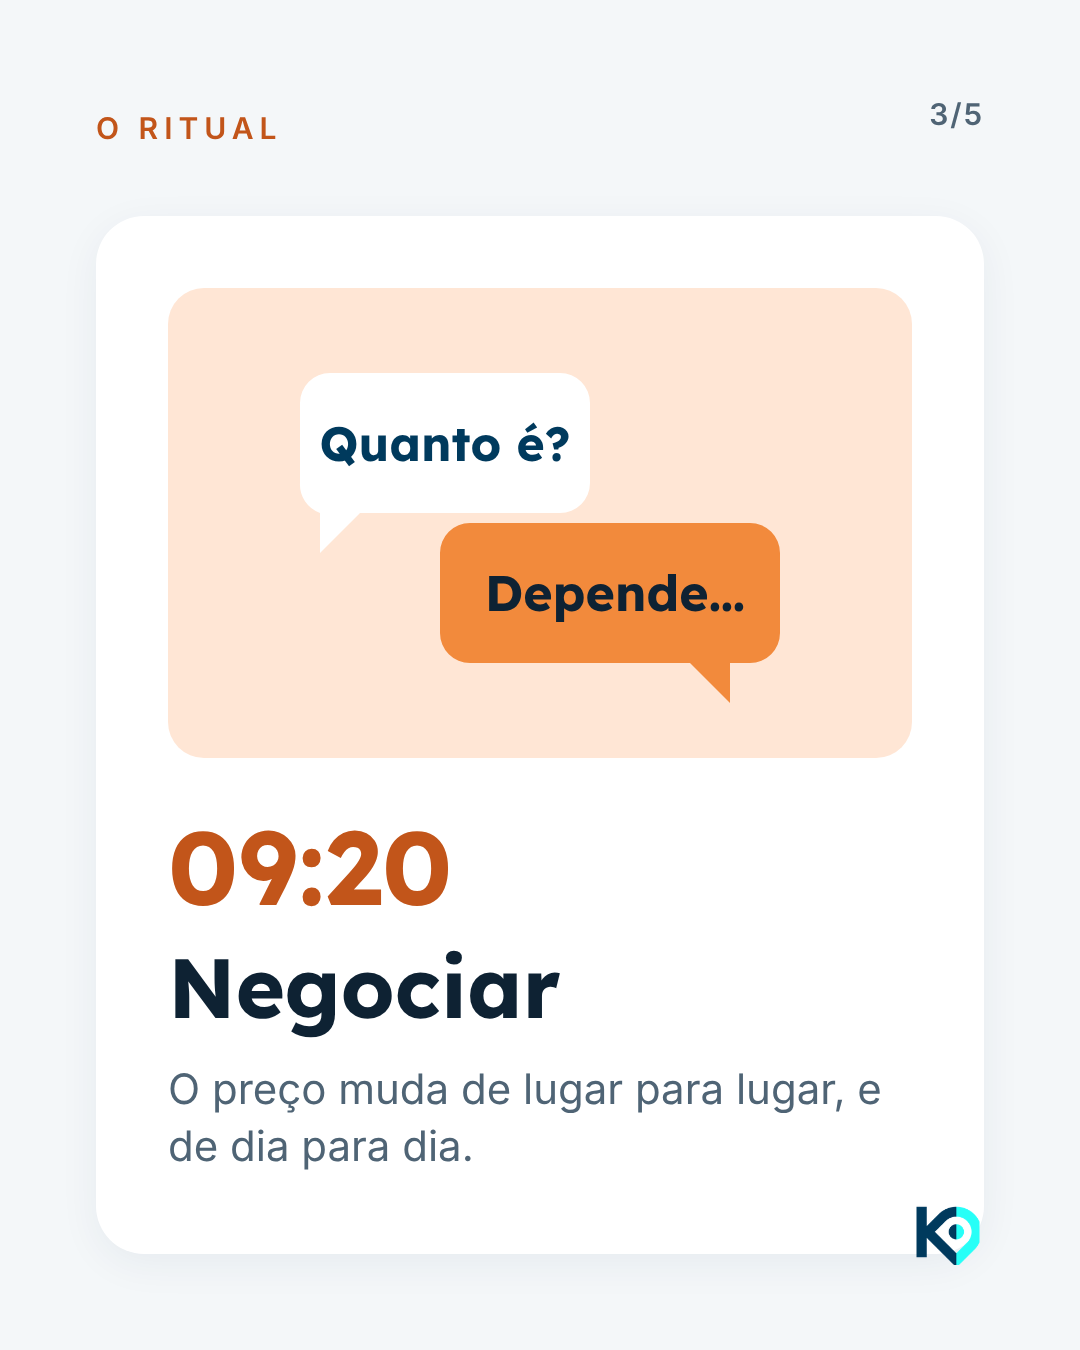 O RITUAL
3/5
Quanto é?
Depende...
09:20
Negociar
O preço muda de lugar para lugar, e
de dia para dia.